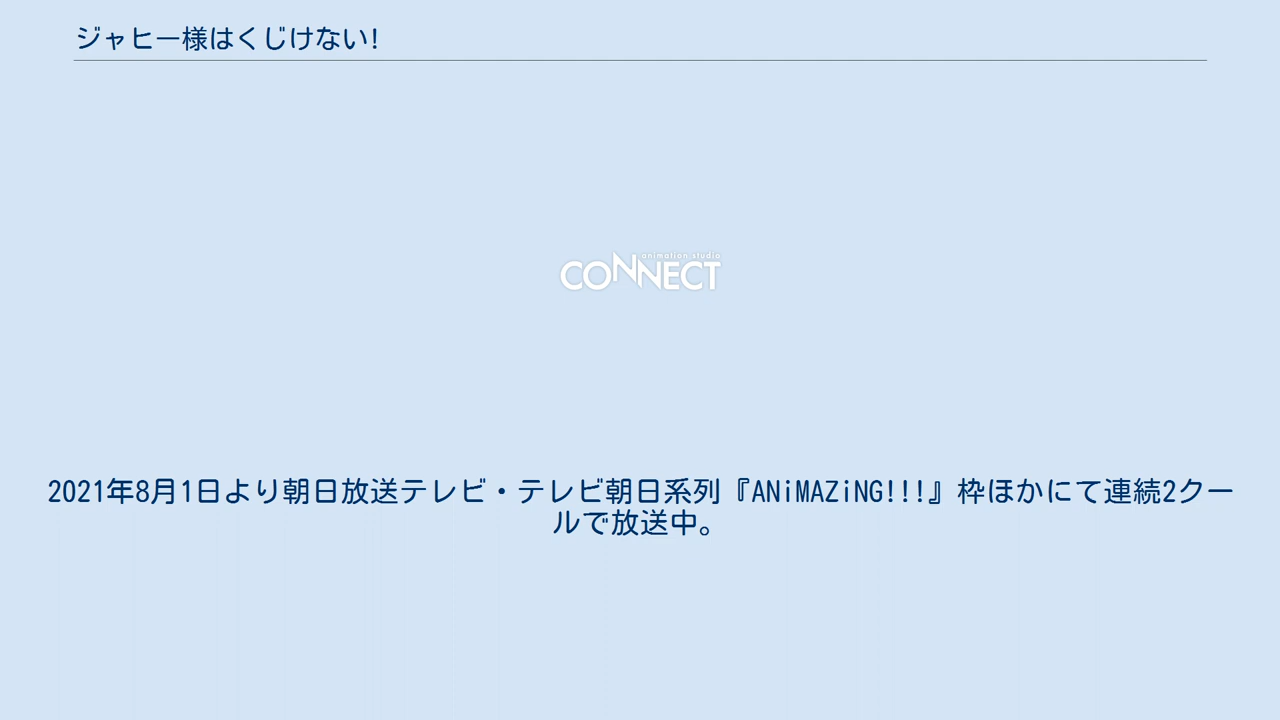 ジャヒー様はくじけない!
animation studio
CONNECT
2021年8月1日より朝日放送テレビ・テレビ朝日系列『ANiMAZiNG!!!』枠ほかにて連続2クー
ルで放送中。